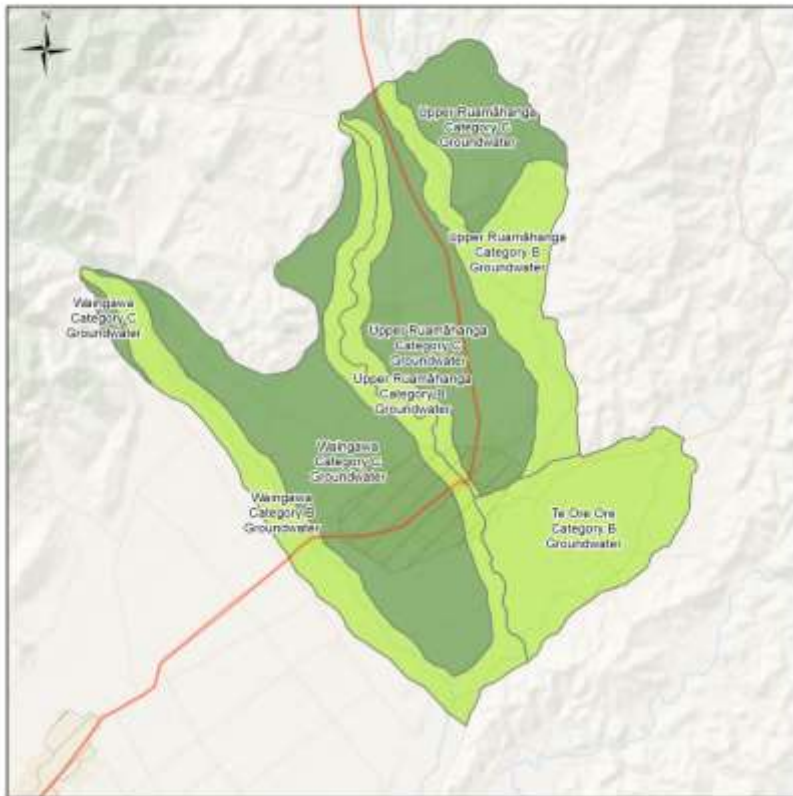 N
Upper Ruamāhanga
Category C
Groundwater
Upper Ruamāhanga
Category B
Groundwater
Waingawa
Category C
Groundwater
Upper Ruamāhanga
Category C
Groundwater
Upper Ruamāhanga
Category B
Groundwater
Waingawa
Category C
Groundwater
Waingawa
Category B
Groundwater
Te Ore Ore
Category B
Groundwater